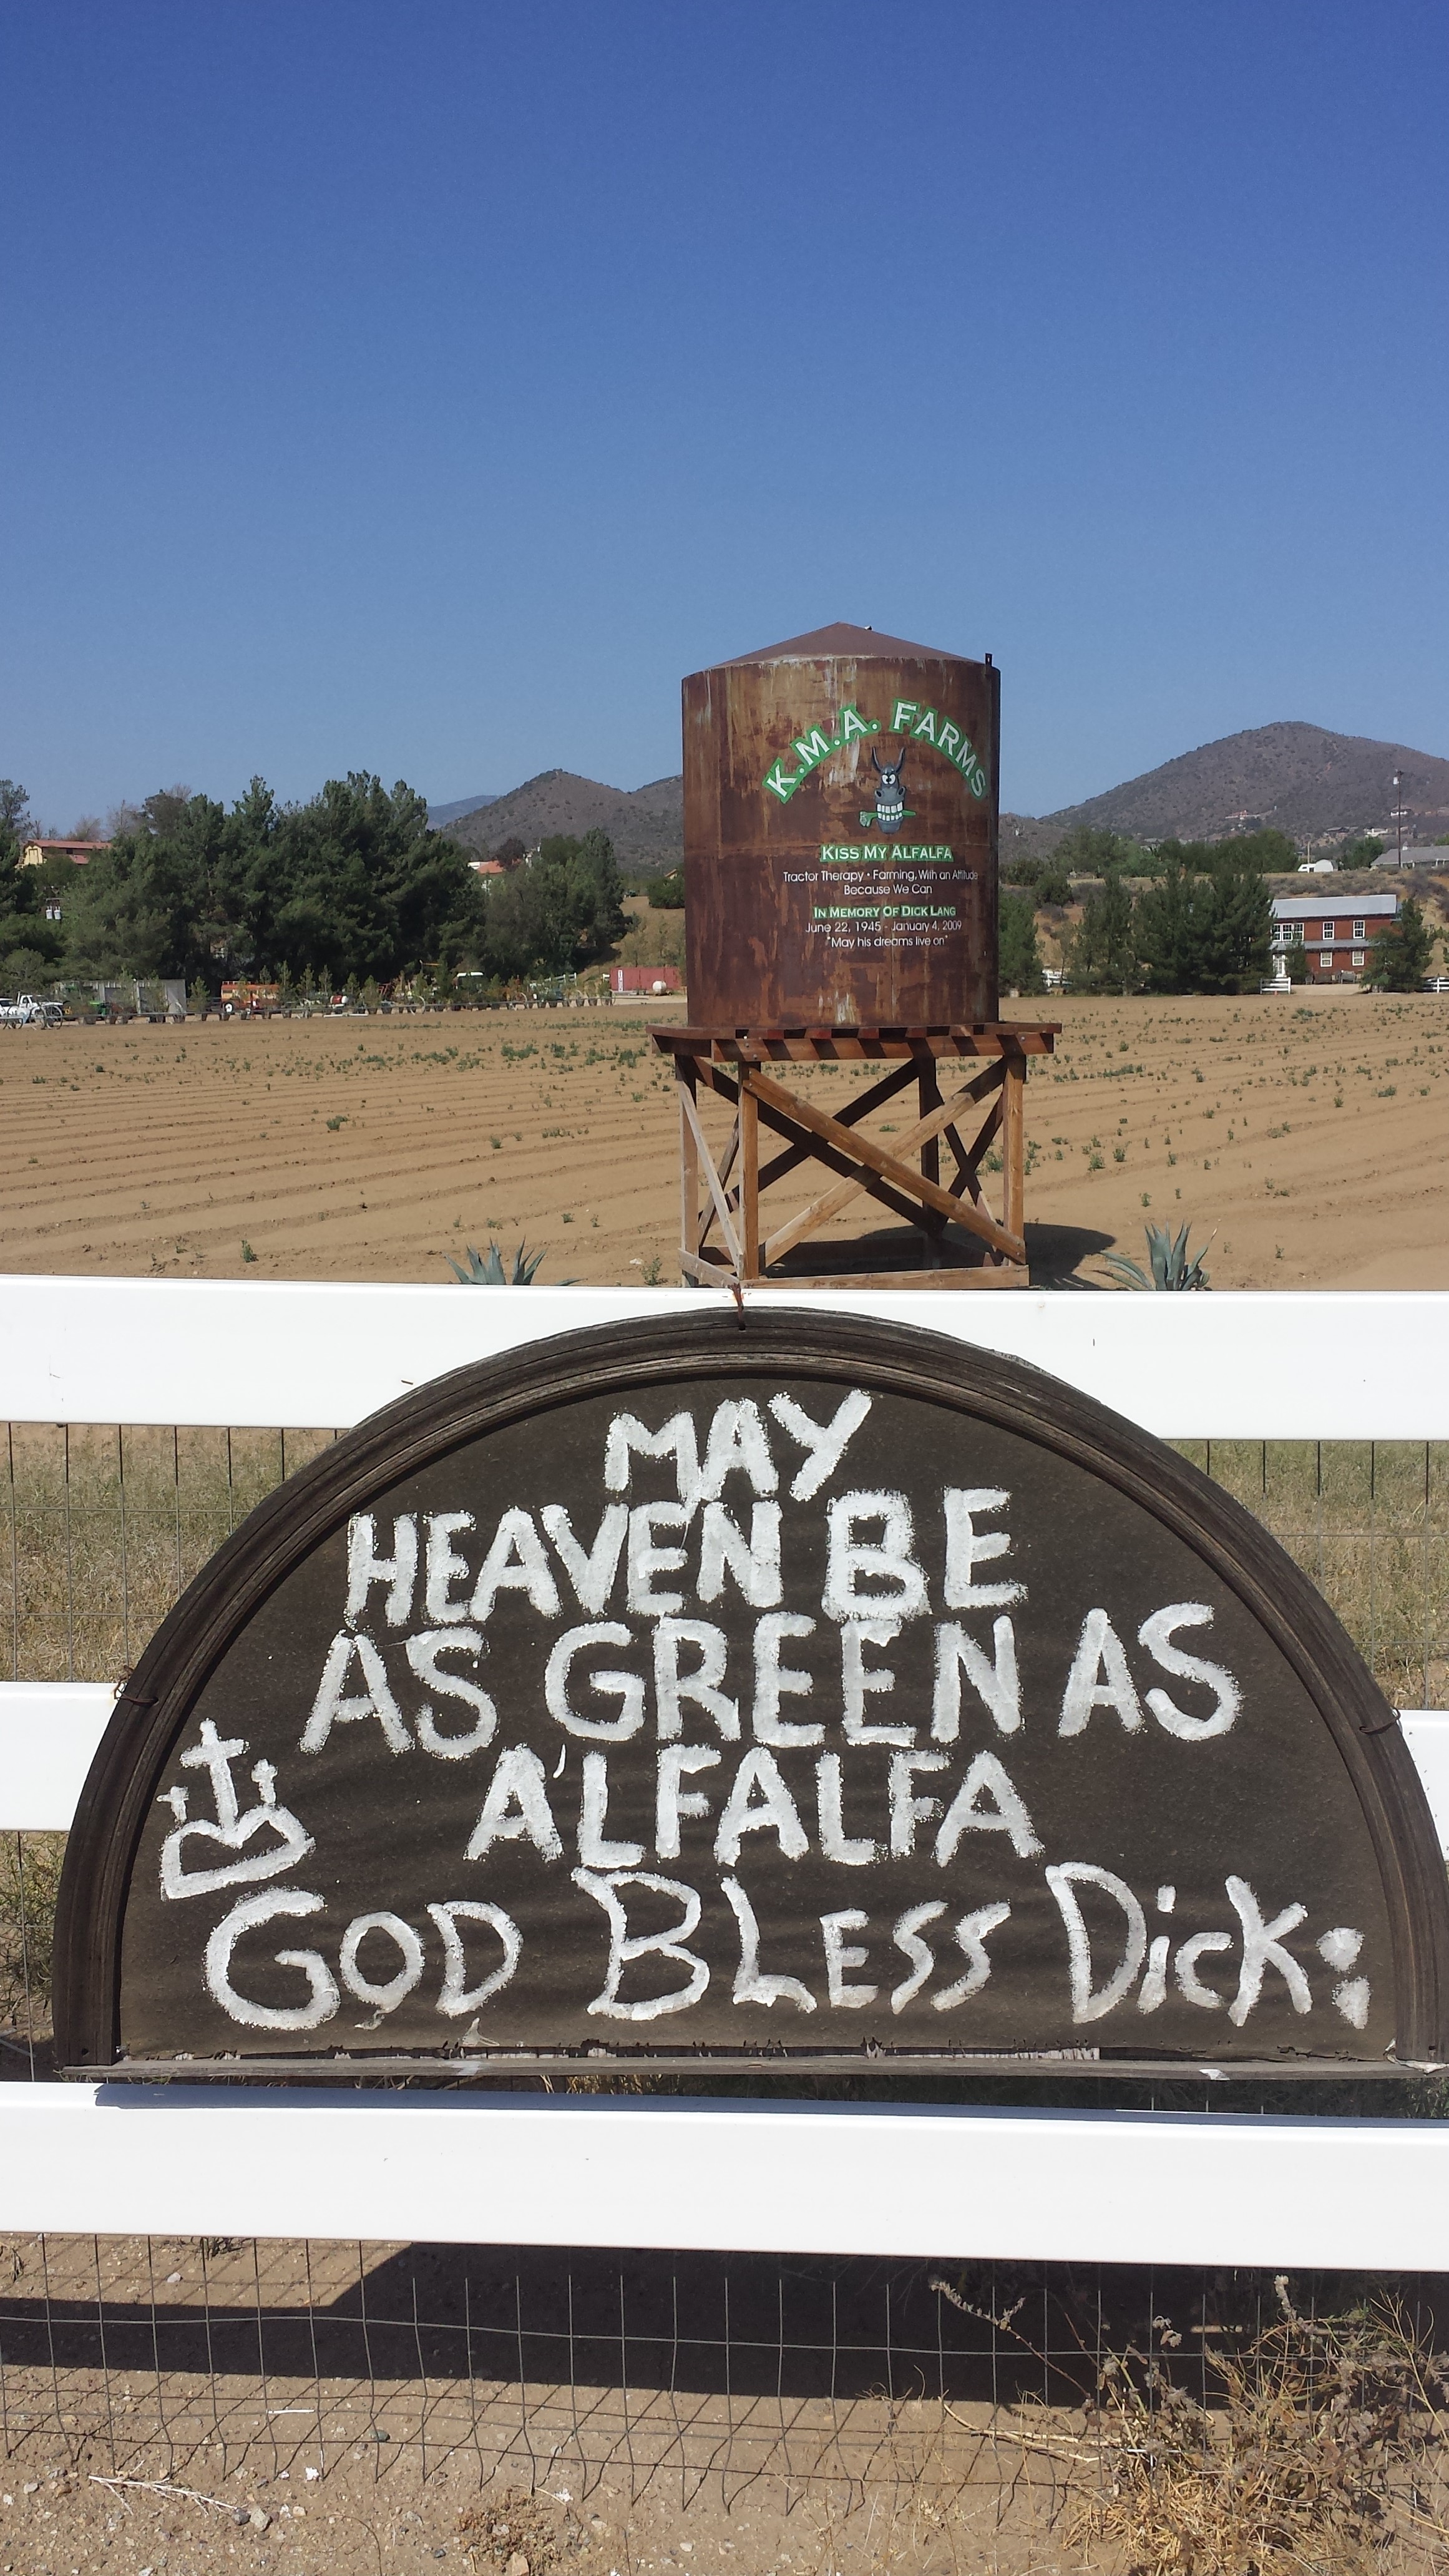 K.M.A. FARMS
KISS MY ALFALFA
Tractor Therapy • Farming, With an Attitude
Because We Can
IN MEMORY OF DICK LANG
June 22, 1945 - January 4, 2009
"May his dreams live on"
MAY
HEAVEN BE
AS GREEN AS
A'LFALFA
GOD BLESS Dick: